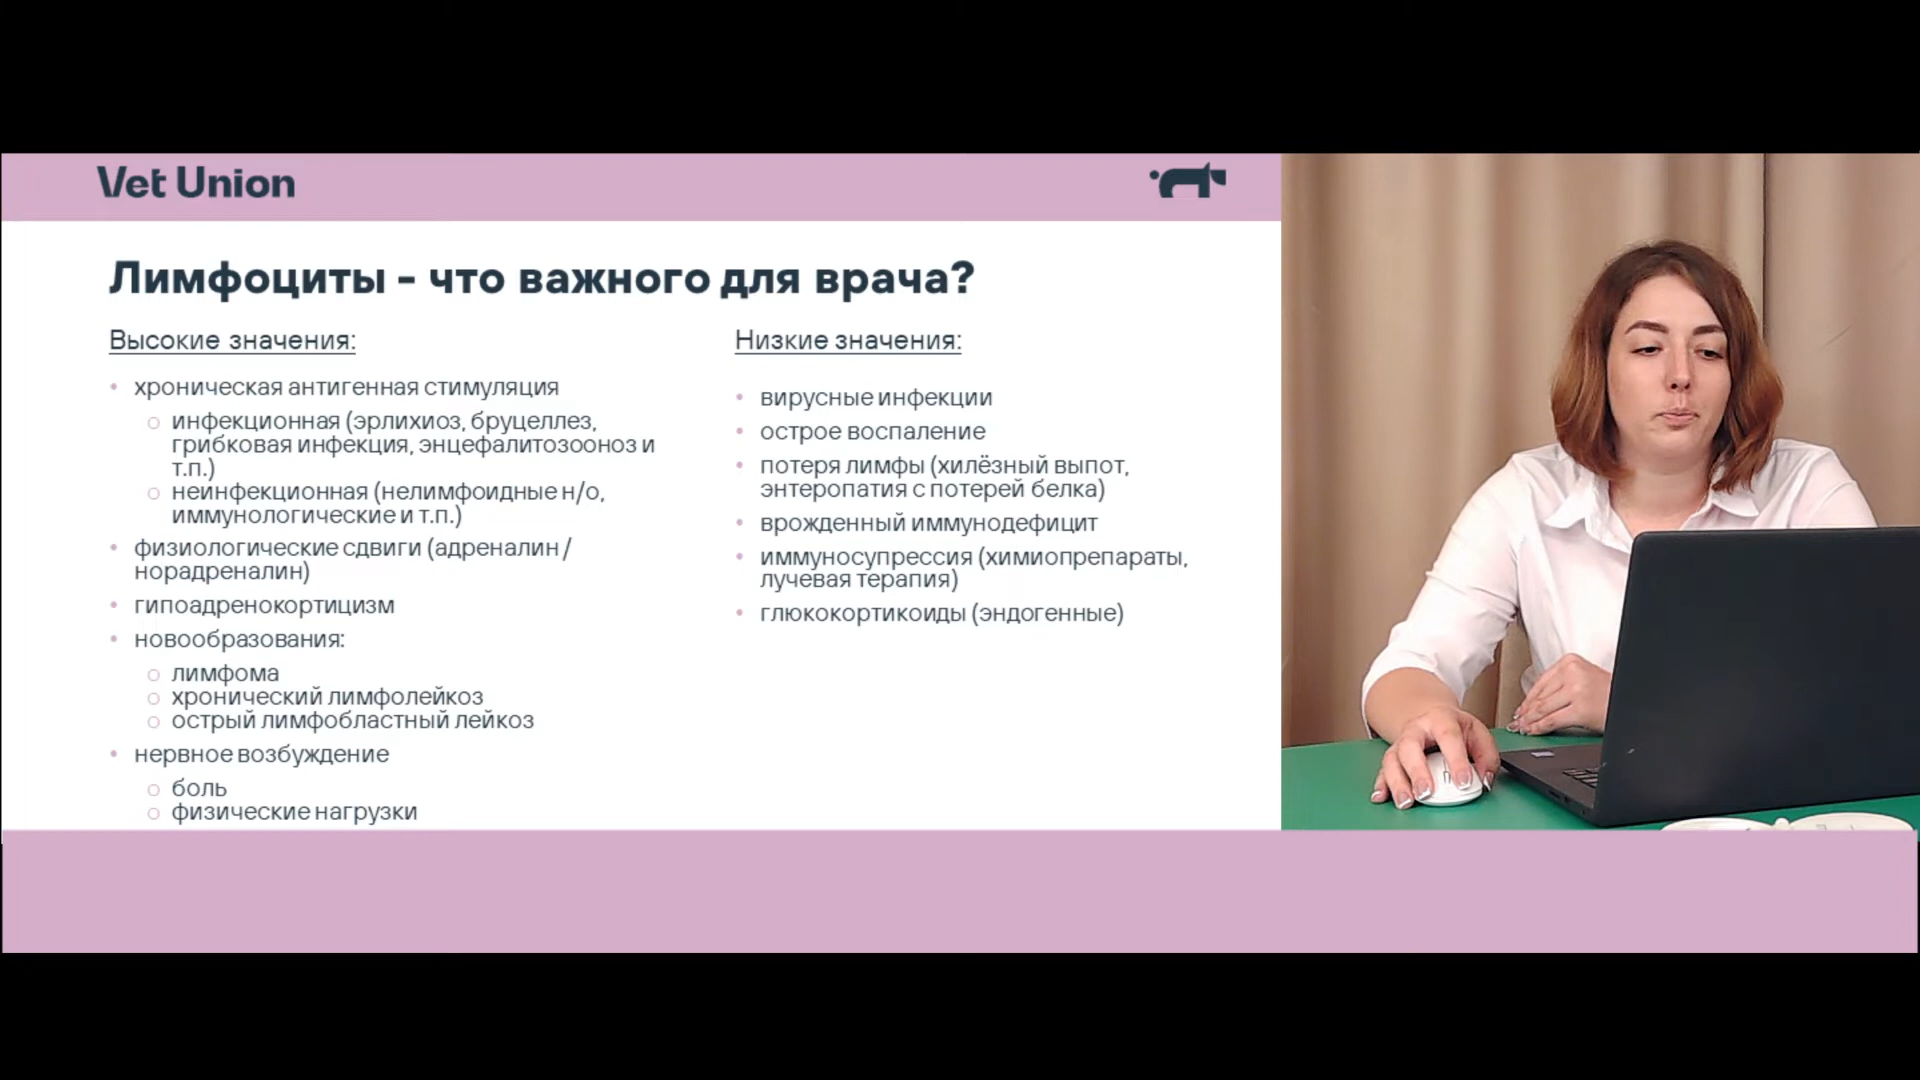 Vet Union
Лимфоциты - что важного для врача?
Высокие значения:
• хроническая антигенная стимуляция
○ инфекционная (эрлихиоз, бруцеллез,
грибковая инфекция, энцефалитозооноз и
т.п.)
○ неинфекционная (нелимфоидные н/о,
иммунологические и т.п.)
• физиологические сдвиги (адреналин /
норадреналин)
• гипоадренокортицизм
• новообразования:
○ лимфома
○ хронический лимфолейкоз
○ острый лимфобластный лейкоз
• нервное возбуждение
○ боль
○ физические нагрузки
Низкие значения:
• вирусные инфекции
• острое воспаление
• потеря лимфы (хилёзный выпот,
энтеропатия с потерей белка)
• врожденный иммунодефицит
• иммуносупрессия (химиопрепараты,
лучевая терапия)
• глюкокортикоиды (эндогенные)